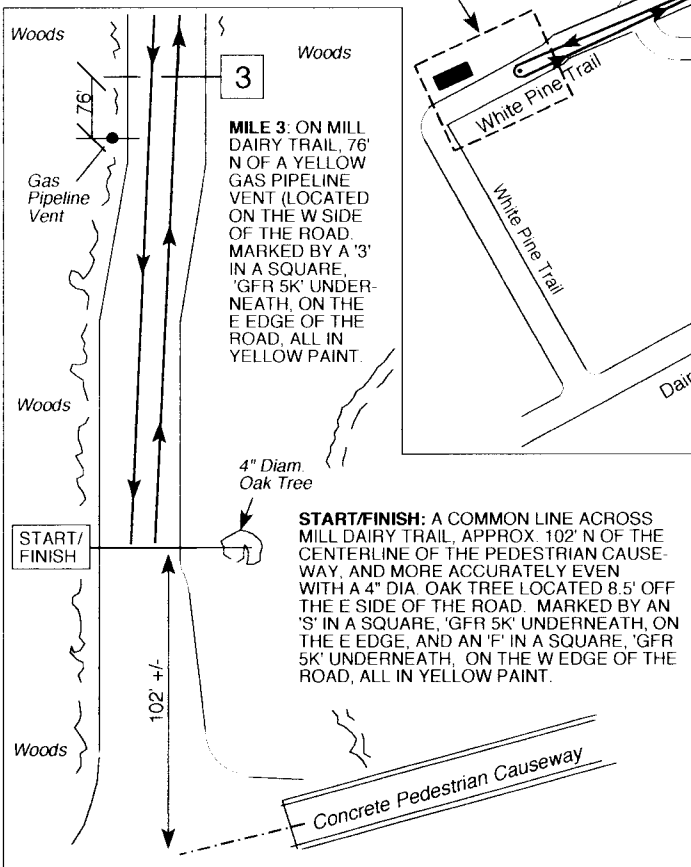 Woods
Woods
3
76'
Gas
Pipeline
Vent
MILE 3: ON MILL
DAIRY TRAIL, 76'
N OF A YELLOW
GAS PIPELINE
VENT (LOCATED
ON THE W SIDE
OF THE ROAD.
MARKED BY A '3'
IN A SQUARE,
'GFR 5K' UNDER-
NEATH, ON THE
E EDGE OF THE
ROAD, ALL IN
YELLOW PAINT.
White Pine Trail
White Pine Trail
Dair
Woods
4" Diam.
Oak Tree
START/
FINISH
START/FINISH: A COMMON LINE ACROSS
MILL DAIRY TRAIL, APPROX. 102' N OF THE
CENTERLINE OF THE PEDESTRIAN CAUSE-
WAY, AND MORE ACCURATELY EVEN
WITH A 4" DIA. OAK TREE LOCATED 8.5' OFF
THE E SIDE OF THE ROAD. MARKED BY AN
'S' IN A SQUARE, 'GFR 5K' UNDERNEATH, ON
THE E EDGE, AND AN 'F' IN A SQUARE, 'GFR
5K' UNDERNEATH, ON THE W EDGE OF THE
ROAD, ALL IN YELLOW PAINT.
102' +/-
Woods
Concrete Pedestrian Causeway